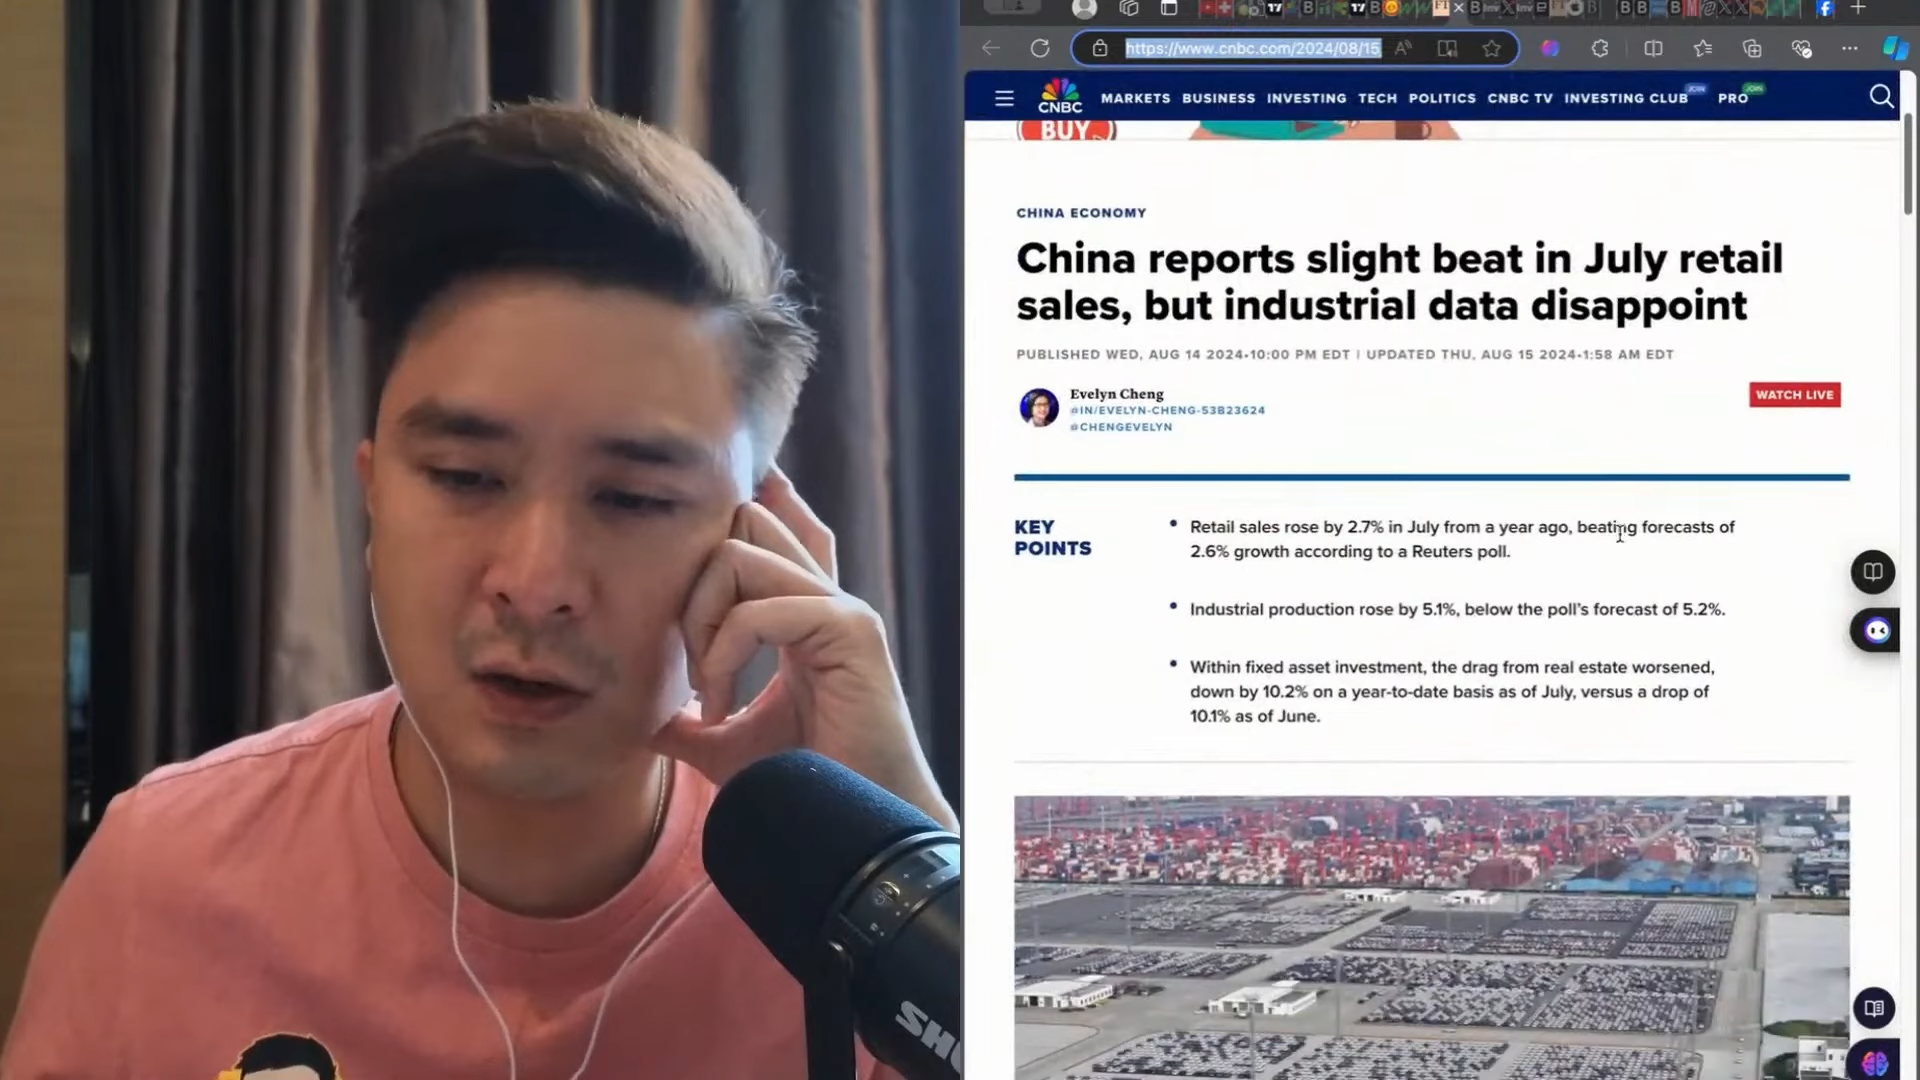 https://www.cnbc.com/2024/08/15
CNBC
MARKETS BUSINESS INVESTING TECH POLITICS CNBC TV INVESTING CLUB JOIN PRO JOIN
BUY
CHINA ECONOMY
China reports slight beat in July retail
sales, but industrial data disappoint
PUBLISHED WED, AUG 14 2024•10:00 PM EDT | UPDATED THU, AUG 15 2024•1:58 AM EDT
Evelyn Cheng
@IN/EVELYN-CHENG-53B23624
@CHENGEVELYN
WATCH LIVE
KEY
POINTS
• Retail sales rose by 2.7% in July from a year ago, beating forecasts of
2.6% growth according to a Reuters poll.
• Industrial production rose by 5.1%, below the poll's forecast of 5.2%.
• Within fixed asset investment, the drag from real estate worsened,
down by 10.2% on a year-to-date basis as of July, versus a drop of
10.1% as of June.